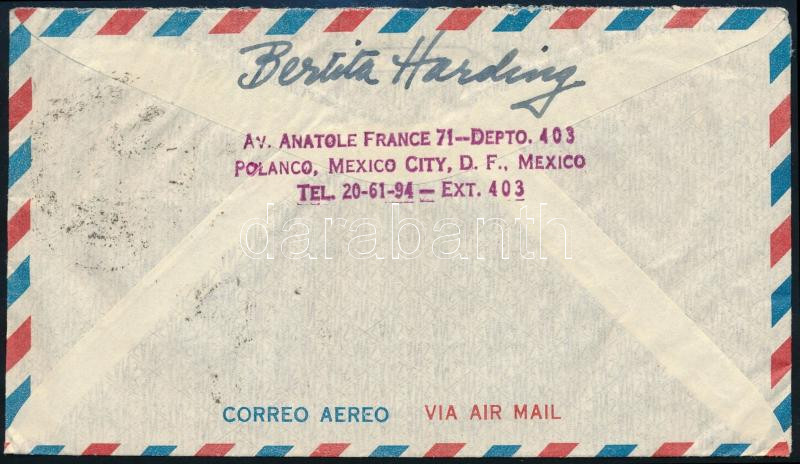 Bertita Harding
AV. ANATOLE FRANCE 71--DEPTO. 403
POLANCO, MEXICO CITY, D. F., MEXICO
TEL. 20-61-94 — EXT. 403
darabanth
CORREO AEREO VIA AIR MAIL